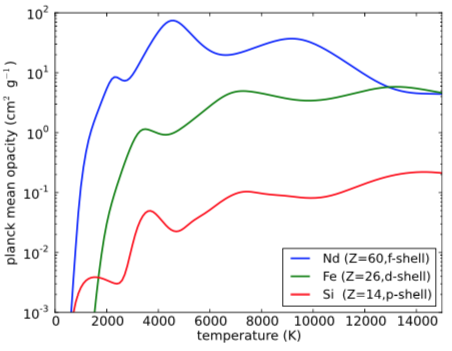 10²
10¹
10⁰
10⁻¹
10⁻²
10⁻³
planck mean opacity (cm² g⁻¹)
Nd (Z=60,f-shell)
Fe (Z=26,d-shell)
Si (Z=14,p-shell)
0 2000 4000 6000 8000 10000 12000 14000
temperature (K)